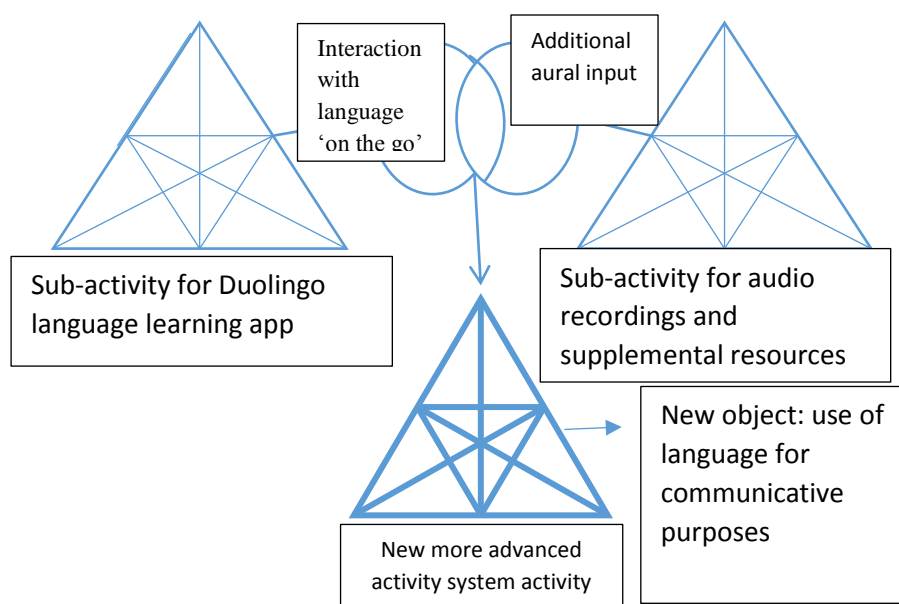 Interaction
with
language
‘on the go’
Additional
aural input
Sub-activity for Duolingo
language learning app
Sub-activity for audio
recordings and
supplemental resources
New object: use of
language for
communicative
purposes
New more advanced
activity system activity